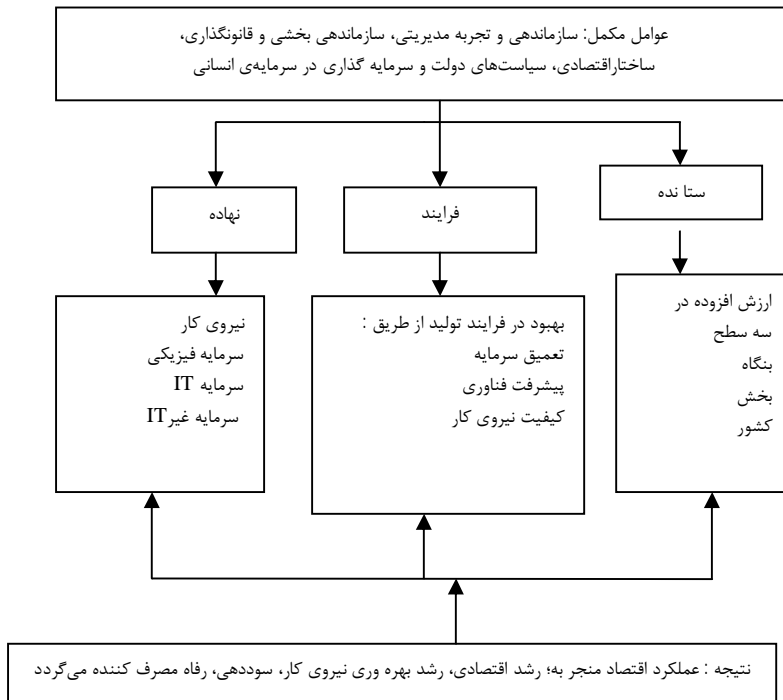 عوامل مکمل: سازماندهی و تجربه مدیریتی، سازماندهی بخشی و قانونگذاری،
ساختاراقتصادی، سیاست‌های دولت و سرمایه گذاری در سرمایه‌ی انسانی
ستا نده
فرایند
نهاده
ارزش افزوده در
سه سطح
بنگاه
بخش
کشور
بهبود در فرایند تولید از طریق :
تعمیق سرمایه
پیشرفت فناوری
کیفیت نیروی کار
نیروی کار
سرمایه فیزیکی
سرمایه IT
سرمایه غیرIT
نتیجه : عملکرد اقتصاد منجر به؛ رشد اقتصادی، رشد بهره وری نیروی کار، سوددهی، رفاه مصرف کننده می‌گردد